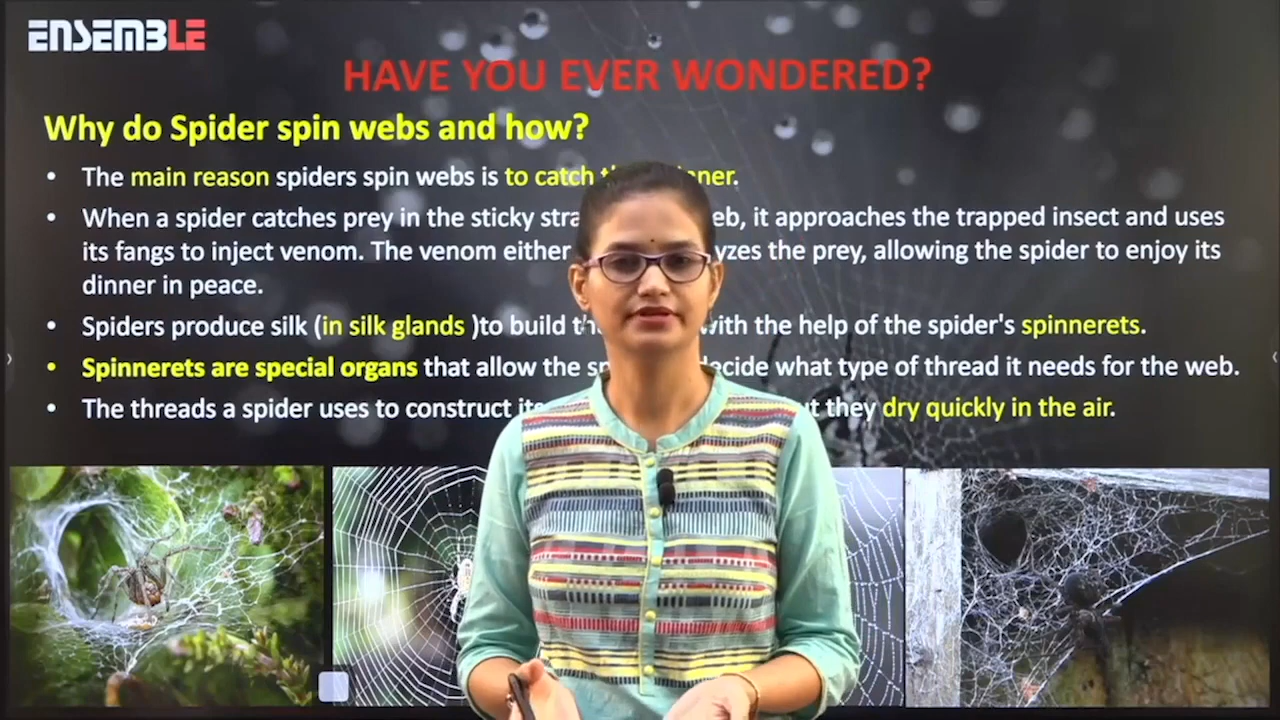 ENSEMBLE
HAVE YOU EVER WONDERED?
Why do Spider spin webs and how?
• The main reason spiders spin webs is to catch dinner.
• When a spider catches prey in the sticky web, it approaches the trapped insect and uses
its fangs to inject venom. The venom either the prey, allowing the spider to enjoy its
dinner in peace.
• Spiders produce silk (in silk glands )to build with the help of the spider's spinnerets.
• Spinnerets are special organs that allow the decide what type of thread it needs for the web.
• The threads a spider uses to construct they dry quickly in the air.